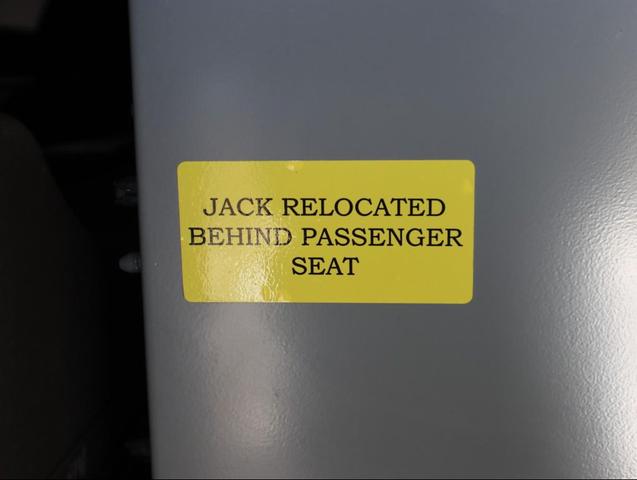 JACK RELOCATED
BEHIND PASSENGER
SEAT